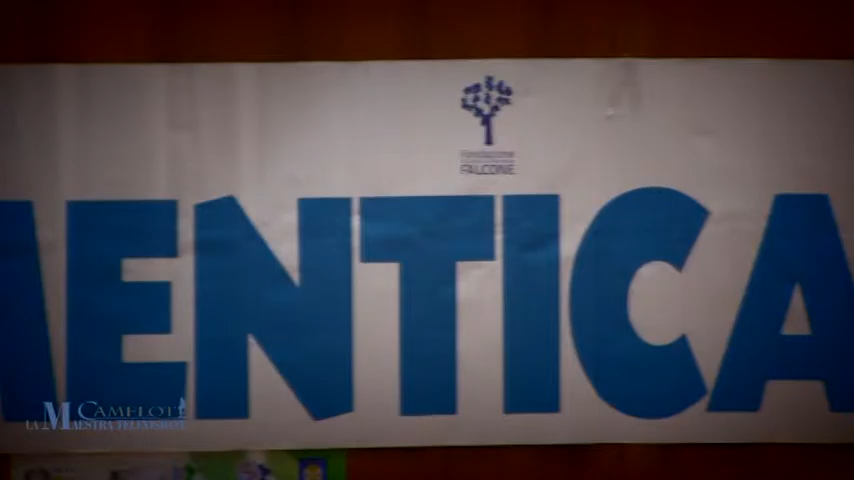 Fondazione
FALCONE
MENTICA
CAMELOT
LA MAESTRA TELEVISIONE